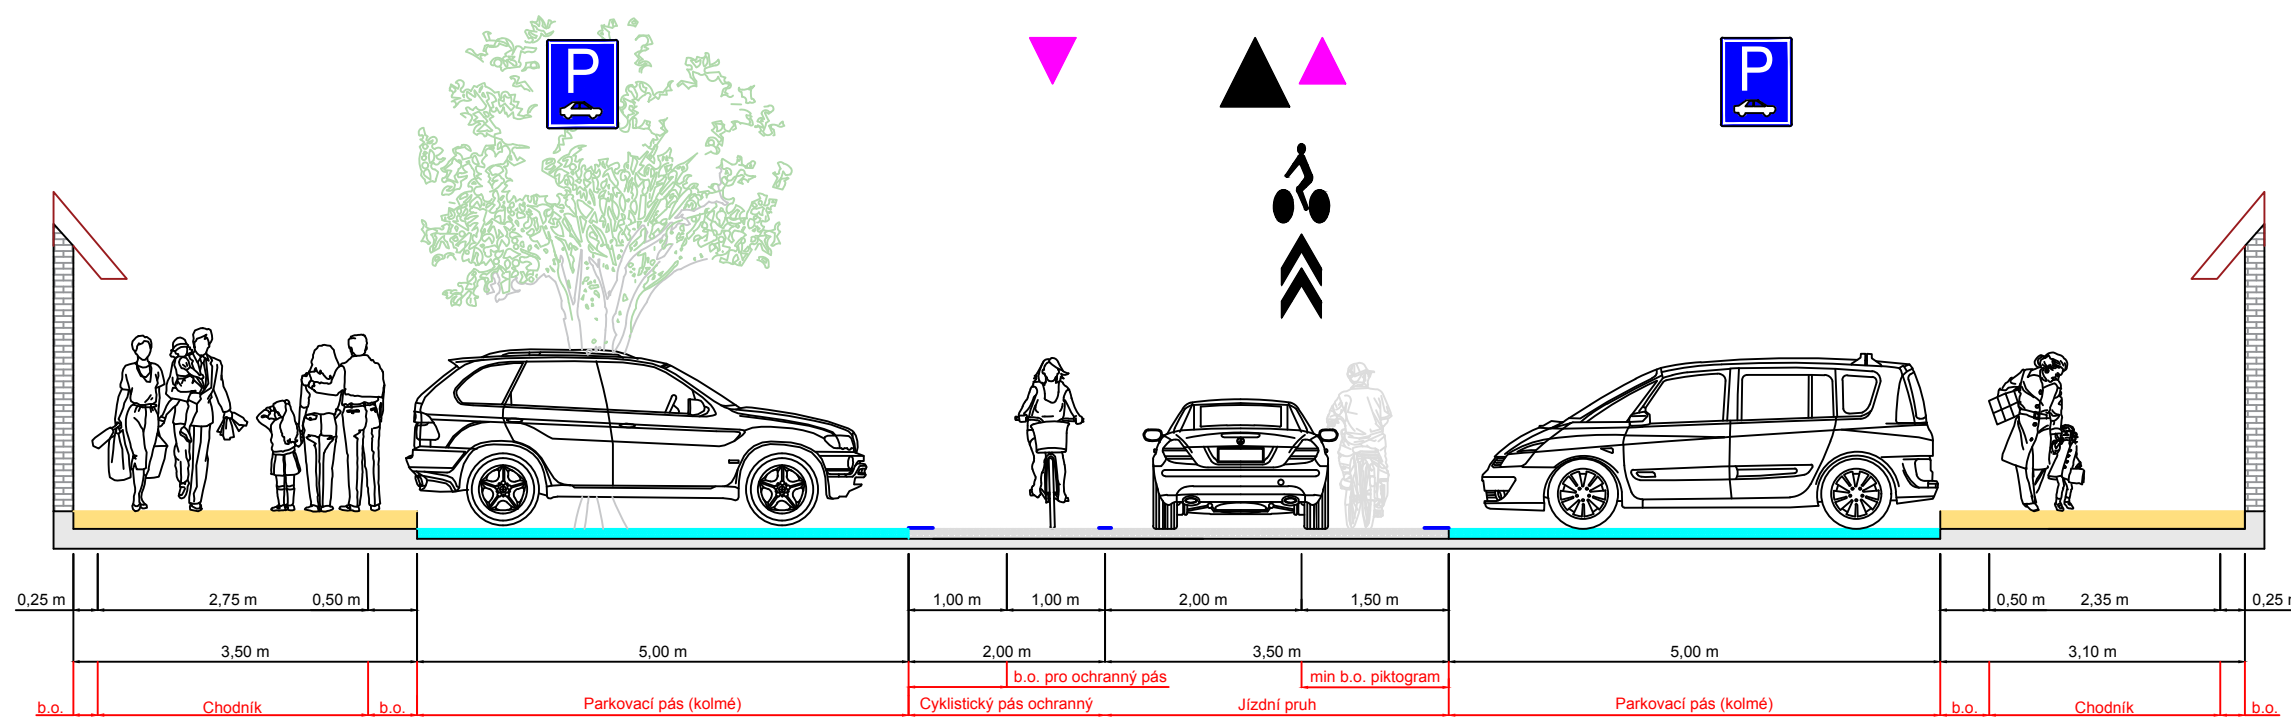 P
P
0,25 m
2,75 m
0,50 m
1,00 m
1,00 m
2,00 m
1,50 m
0,50 m
2,35 m
0,25 m
3,50 m
5,00 m
2,00 m
3,50 m
5,00 m
3,10 m
b.o. pro ochranný pás
min b.o. piktogram
b.o.
Chodník
b.o.
Parkovací pás (kolmé)
Cyklistický pás ochranný
Jízdní pruh
Parkovací pás (kolmé)
b.o.
Chodník
b.o.